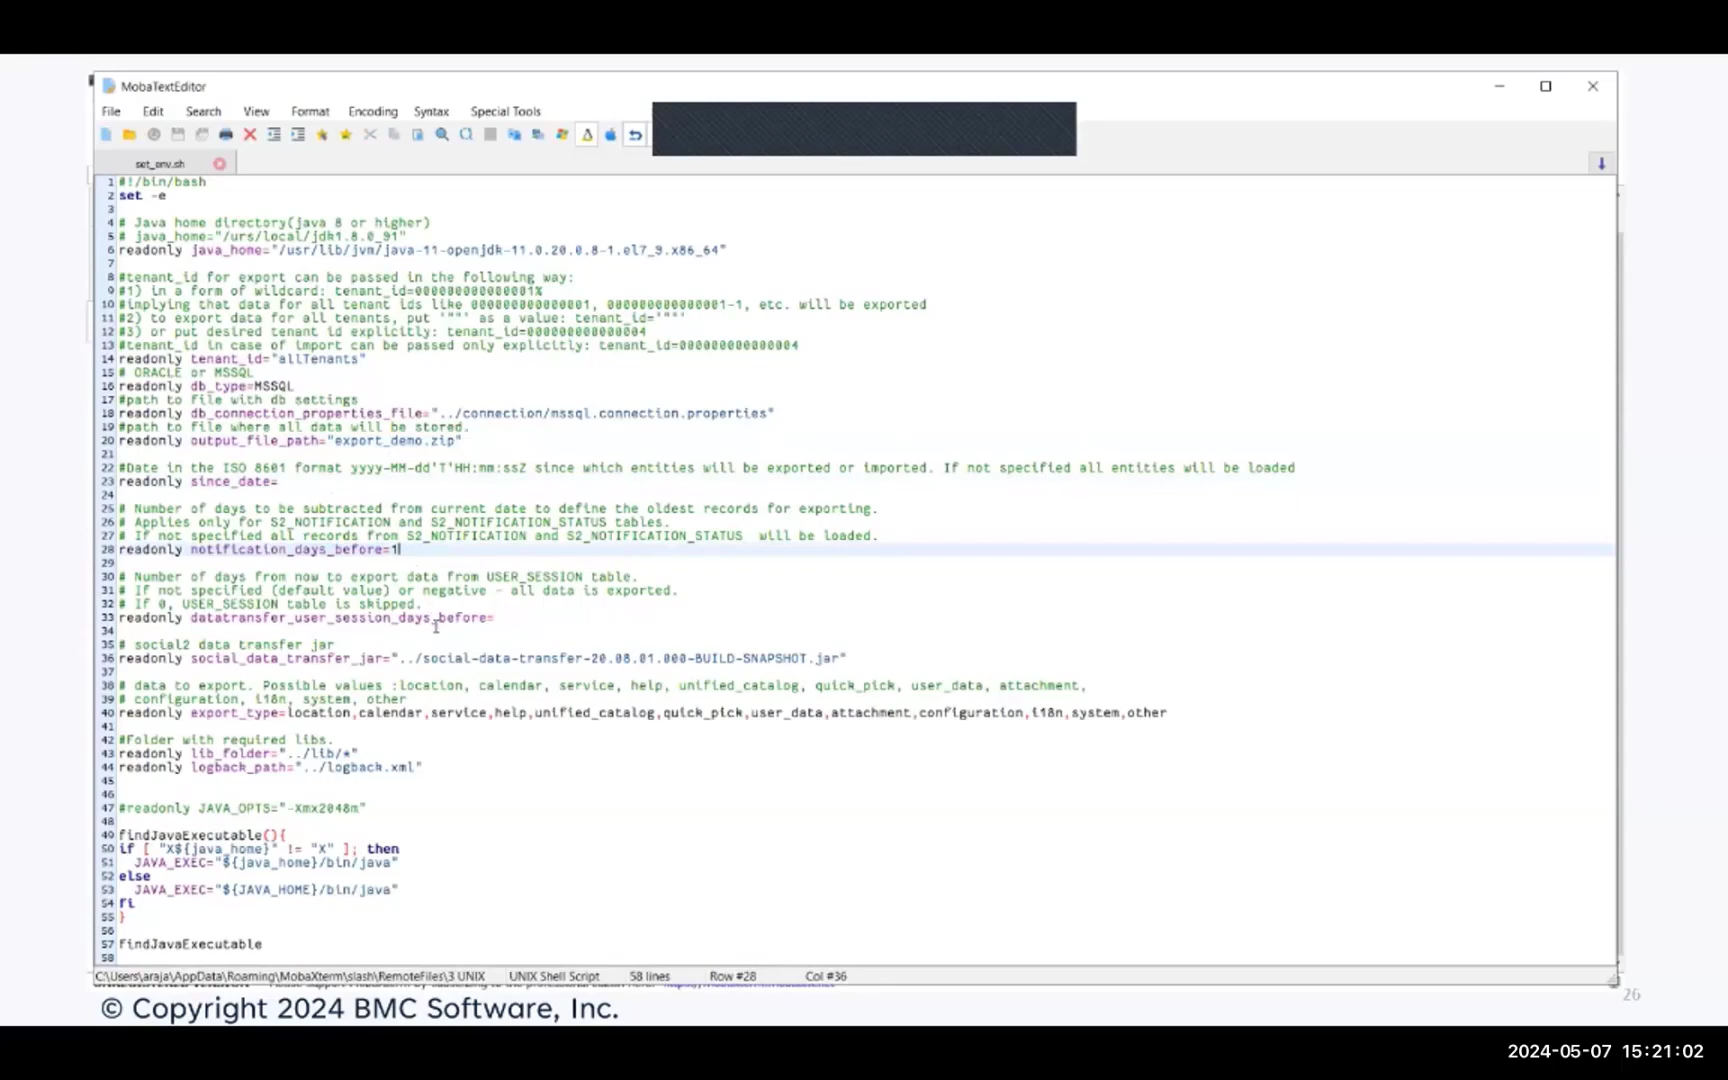 MobaTextEditor
File Edit Search View Format Encoding Syntax Special Tools
set_env.sh
1 #!/bin/bash
2 set -e
3
4 # Java home directory(java 8 or higher)
5 # java_home="/urs/local/jdk1.8.0_91"
6 readonly java_home="/usr/lib/jvm/java-11-openjdk-11.0.20.0.8-1.el7_9.x86_64"
7
8 #tenant_id for export can be passed in the following way:
9 #1) in a form of wildcard: tenant_id=000000000000001%
10 #implying that data for all tenant ids like 000000000000001, 000000000000001-1, etc. will be exported
11 #2) to export data for all tenants, put '"*"' as a value: tenant_id='"*"'
12 #3) or put desired tenant id explicitly: tenant_id=000000000000004
13 #tenant_id in case of import can be passed only explicitly: tenant_id=000000000000004
14 readonly tenant_id="allTenants"
15 # ORACLE or MSSQL
16 readonly db_type=MSSQL
17 #path to file with db settings
18 readonly db_connection_properties_file="../connection/mssql.connection.properties"
19 #path to file where all data will be stored.
20 readonly output_file_path="export_demo.zip"
21
22 #Date in the ISO 8601 format yyyy-MM-dd'T'HH:mm:ssZ since which entities will be exported or imported. If not specified all entities will be loaded
23 readonly since_date=
24
25 # Number of days to be subtracted from current date to define the oldest records for exporting.
26 # Applies only for S2_NOTIFICATION and S2_NOTIFICATION_STATUS tables.
27 # If not specified all records from S2_NOTIFICATION and S2_NOTIFICATION_STATUS  will be loaded.
28 readonly notification_days_before=1
29
30 # Number of days from now to export data from USER_SESSION table.
31 # If not specified (default value) or negative - all data is exported.
32 # If 0, USER_SESSION table is skipped.
33 readonly datatransfer_user_session_days_before=
34
35 # social2 data transfer jar
36 readonly social_data_transfer_jar="../social-data-transfer-20.08.01.000-BUILD-SNAPSHOT.jar"
37
38 # data to export. Possible values :location, calendar, service, help, unified_catalog, quick_pick, user_data, attachment,
39 # configuration, i18n, system, other
40 readonly export_type=location,calendar,service,help,unified_catalog,quick_pick,user_data,attachment,configuration,i18n,system,other
41
42 #Folder with required libs.
43 readonly lib_folder="../lib/*"
44 readonly logback_path="../logback.xml"
45
46
47 #readonly JAVA_OPTS="-Xmx2048m"
48
49 findJavaExecutable(){
50 if [ "X${java_home}" != "X" ]; then
51   JAVA_EXEC="${java_home}/bin/java"
52 else
53   JAVA_EXEC="${JAVA_HOME}/bin/java"
54 fi
55 }
56
57 findJavaExecutable
58
C:\Users\araja\AppData\Roaming\MobaXterm\slash\RemoteFiles\3 UNIX UNIX Shell Script 58 lines Row #28 Col #36
© Copyright 2024 BMC Software, Inc.
26
2024-05-07 15:21:02